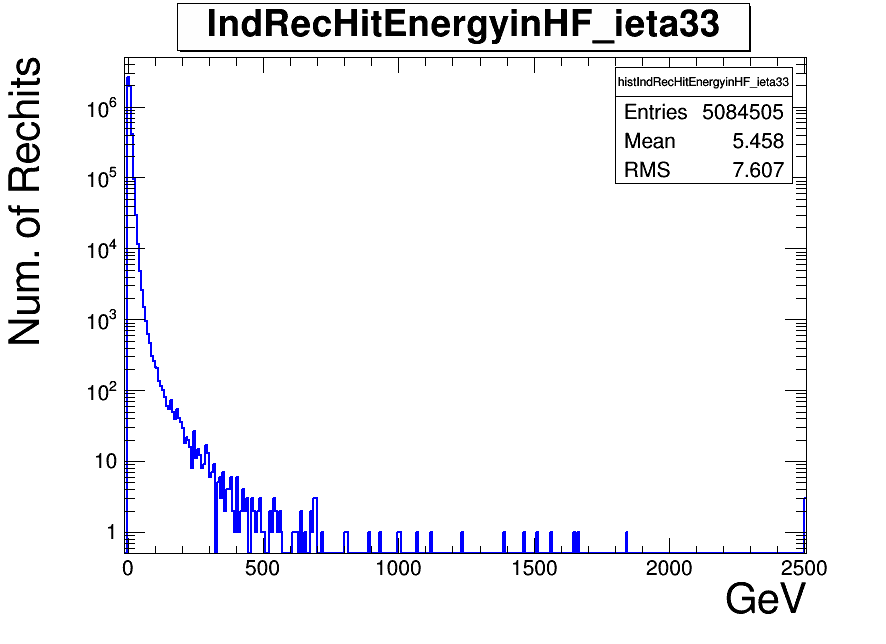 IndRecHitEnergyinHF_ieta33
histIndRecHitEnergyinHF_ieta33
Entries 5084505
Mean 5.458
RMS 7.607
Num. of Rechits
10^6
10^5
10^4
10^3
10^2
10
1
0 500 1000 1500 2000 2500
GeV